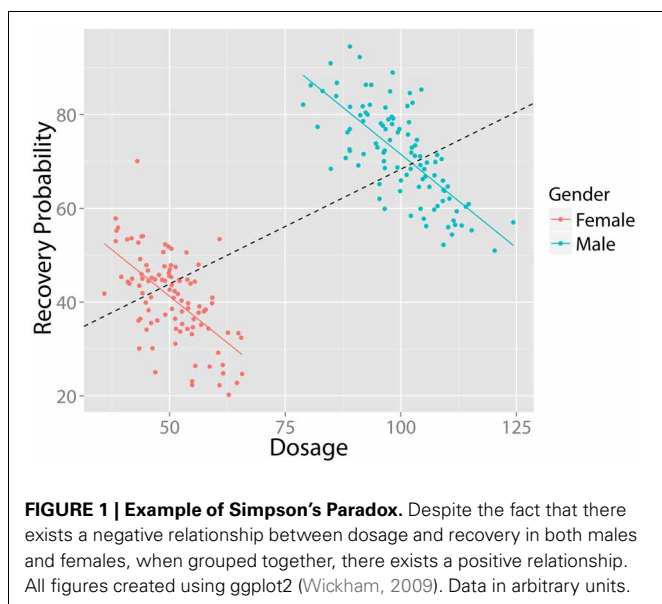 80
60
40
20
Recovery Probability
50
75
100
125
Dosage
Gender
Female
Male
FIGURE 1 | Example of Simpson's Paradox. Despite the fact that there
exists a negative relationship between dosage and recovery in both males
and females, when grouped together, there exists a positive relationship.
All figures created using ggplot2 (Wickham, 2009). Data in arbitrary units.